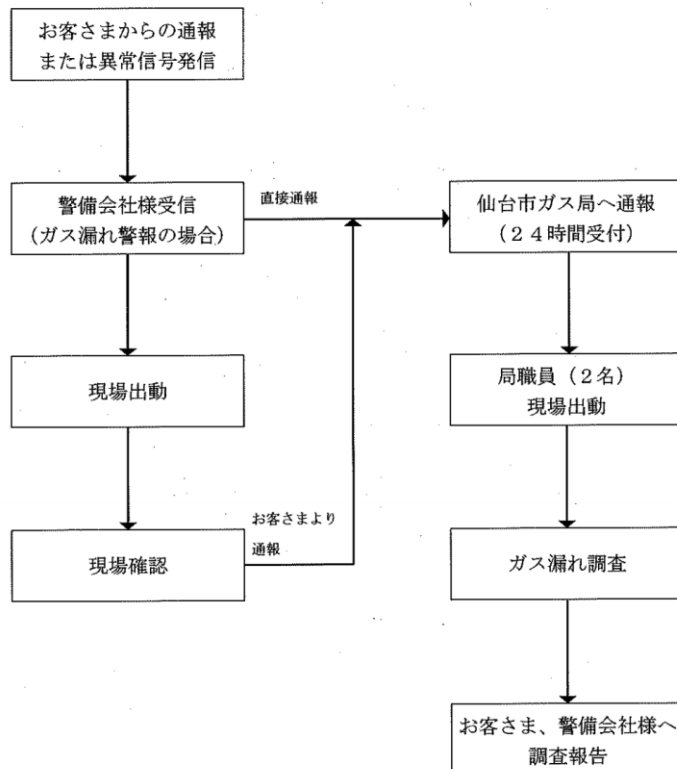 お客さまからの通報
または異常信号発信
警備会社様受信
(ガス漏れ警報の場合)
直接通報
仙台市ガス局へ通報
(24時間受付)
現場出動
局職員(2名)
現場出動
お客さまより
通報
現場確認
ガス漏れ調査
お客さま、警備会社様へ
調査報告